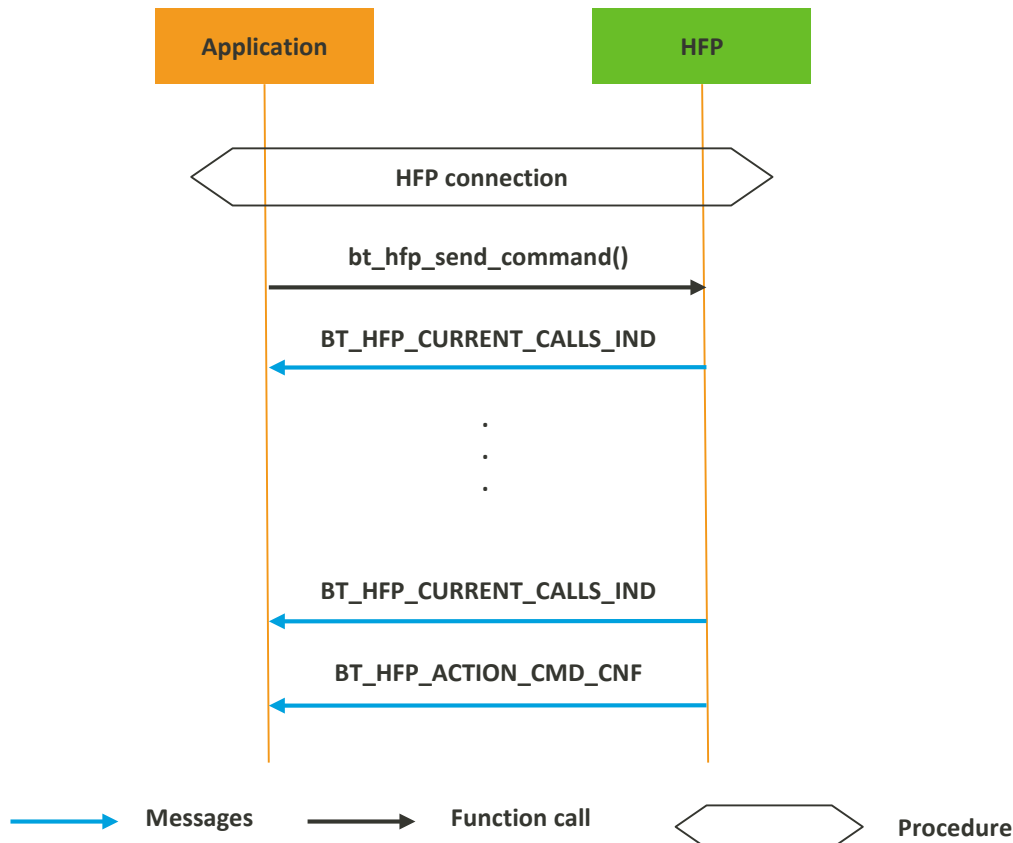 Application
HFP
HFP connection
bt_hfp_send_command()
BT_HFP_CURRENT_CALLS_IND
.
.
.
BT_HFP_CURRENT_CALLS_IND
BT_HFP_ACTION_CMD_CNF
Messages
Function call
Procedure